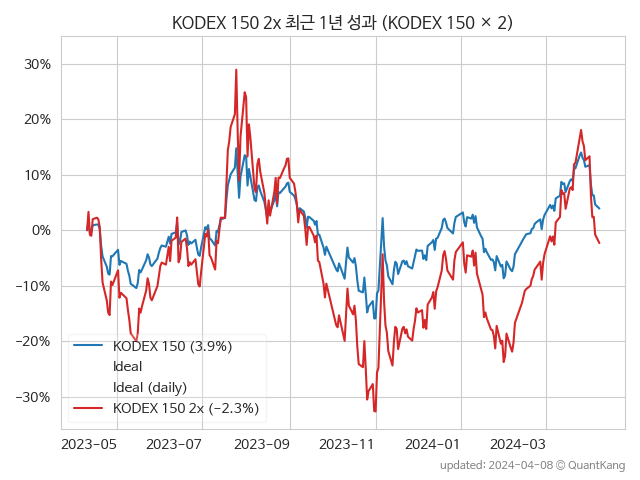 KODEX 150 2x 최근 1년 성과 (KODEX 150 × 2)
30%
20%
10%
0%
−10%
−20%
−30%
KODEX 150 (3.9%)
Ideal
Ideal (daily)
KODEX 150 2x (−2.3%)
2023-05 2023-07 2023-09 2023-11 2024-01 2024-03
updated: 2024-04-08 © QuantKang